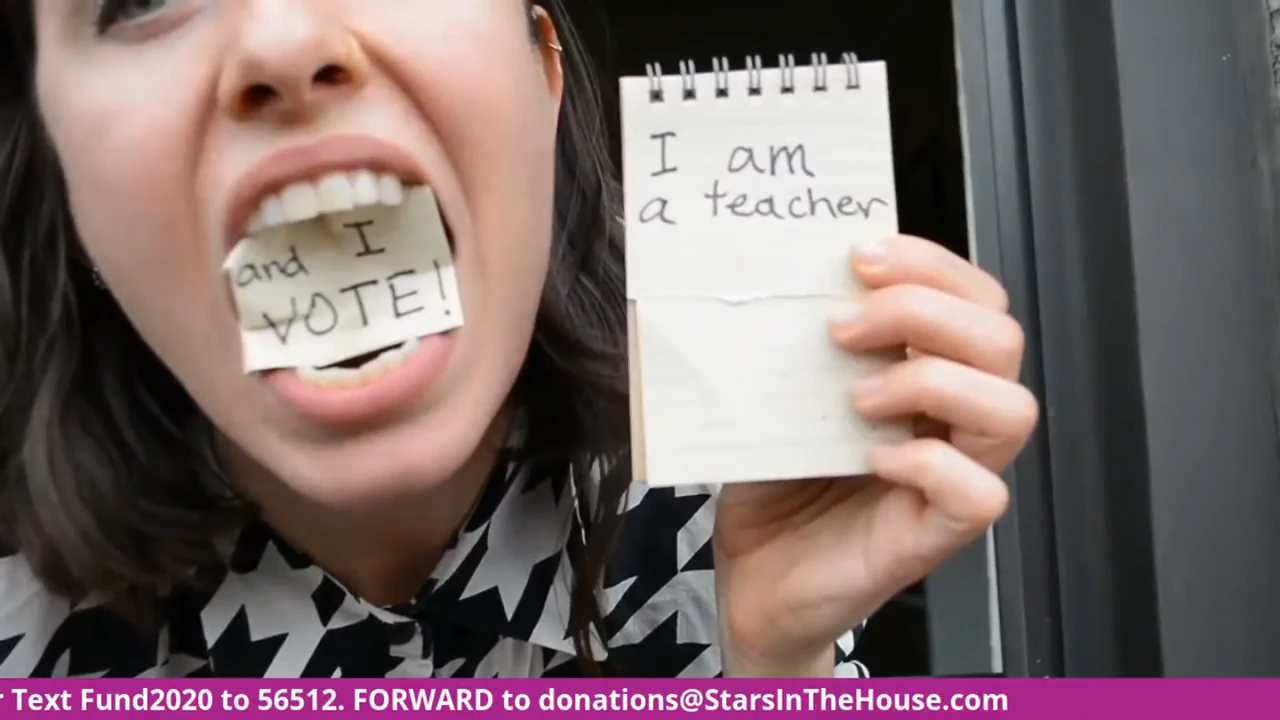 I am
a teacher
and I
VOTE!
r Text Fund2020 to 56512. FORWARD to donations@StarsInTheHouse.com